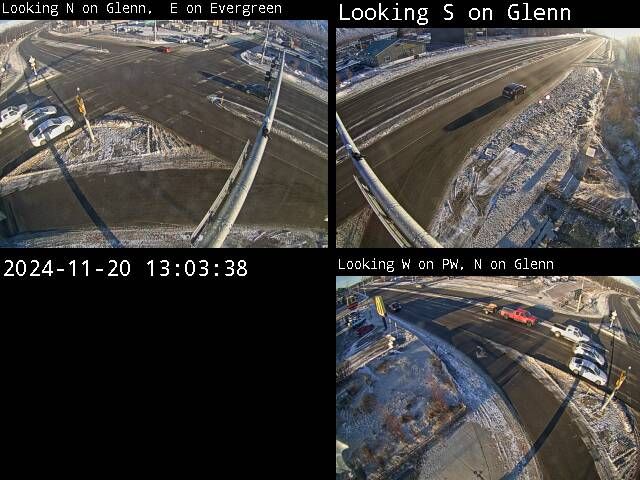 Looking N on Glenn,  E on Evergreen
Looking S on Glenn
2024-11-20 13:03:38
Looking W on PW, N on Glenn